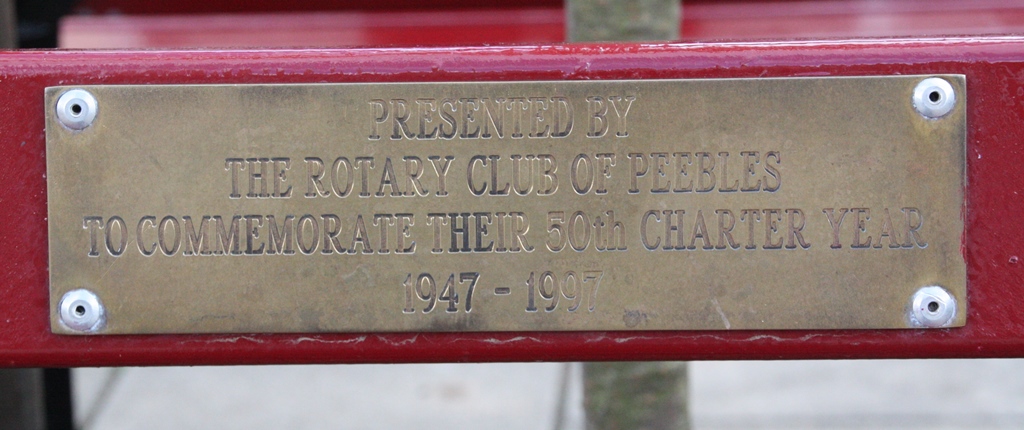 PRESENTED BY
THE ROTARY CLUB OF PEEBLES
TO COMMEMORATE THEIR 50th CHARTER YEAR
1947 - 1997